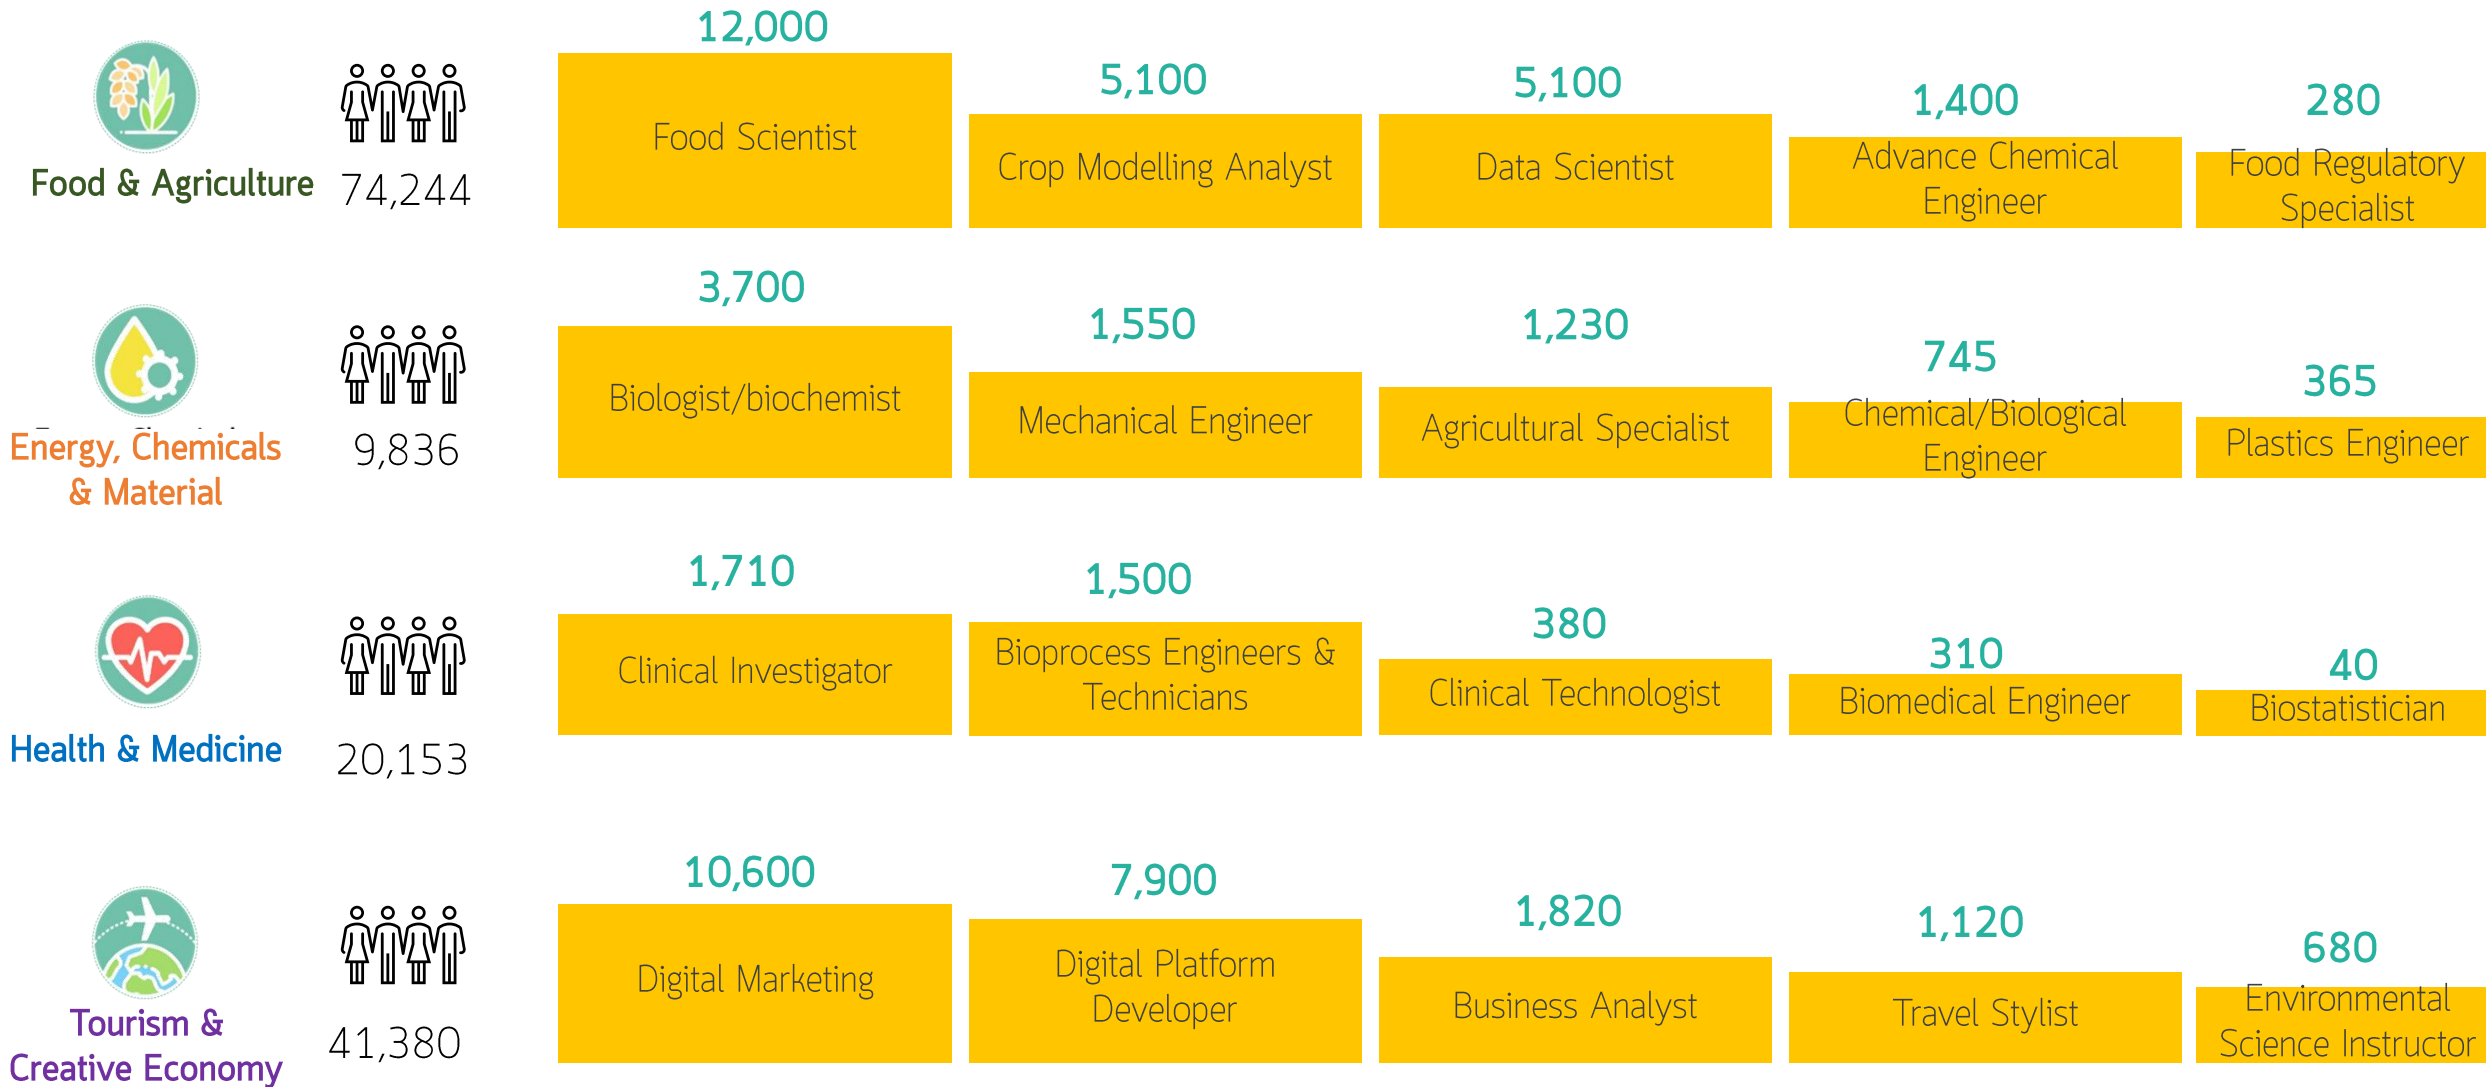 12,000
5,100
5,100
1,400
280
Food Scientist
Crop Modelling Analyst
Data Scientist
Advance Chemical
Engineer
Food Regulatory
Specialist
Food & Agriculture
74,244
3,700
1,550
1,230
745
365
Biologist/biochemist
Mechanical Engineer
Agricultural Specialist
Chemical/Biological
Engineer
Plastics Engineer
Energy, Chemicals
& Material
9,836
1,710
1,500
380
310
40
Clinical Investigator
Bioprocess Engineers &
Technicians
Clinical Technologist
Biomedical Engineer
Biostatistician
Health & Medicine
20,153
10,600
7,900
1,820
1,120
680
Digital Marketing
Digital Platform
Developer
Business Analyst
Travel Stylist
Environmental
Science Instructor
Tourism &
Creative Economy
41,380